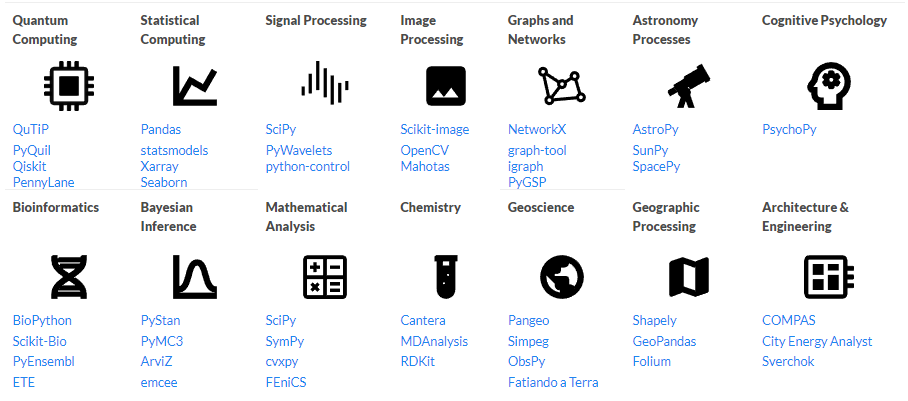 Quantum
Computing
QuTiP
PyQuil
Qiskit
PennyLane
Statistical
Computing
Pandas
statsmodels
Xarray
Seaborn
Signal Processing
SciPy
PyWavelets
python-control
Image
Processing
Scikit-image
OpenCV
Mahotas
Graphs and
Networks
NetworkX
graph-tool
igraph
PyGSP
Astronomy
Processes
AstroPy
SunPy
SpacePy
Cognitive Psychology
PsychoPy
Bioinformatics
BioPython
Scikit-Bio
PyEnsembl
ETE
Bayesian
Inference
PyStan
PyMC3
ArviZ
emcee
Mathematical
Analysis
SciPy
SymPy
cvxpy
FEniCS
Chemistry
Cantera
MDAnalysis
RDKit
Geoscience
Pangeo
Simpeg
ObsPy
Fatiando a Terra
Geographic
Processing
Shapely
GeoPandas
Folium
Architecture &
Engineering
COMPAS
City Energy Analyst
Sverchok